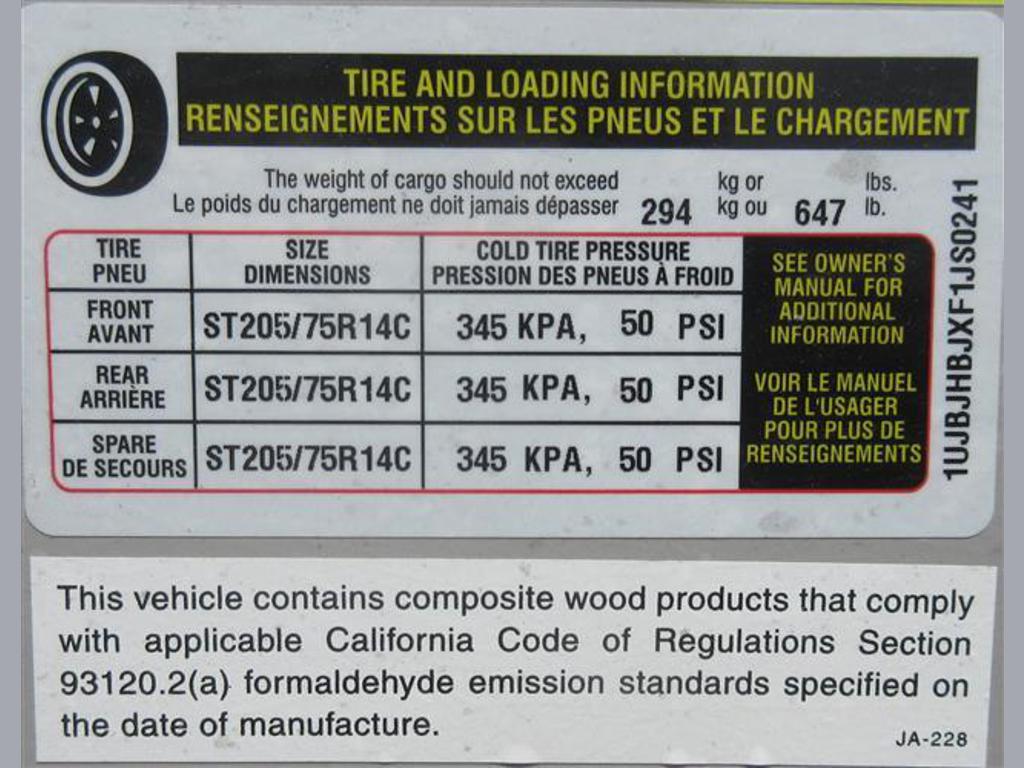 TIRE AND LOADING INFORMATION
RENSEIGNEMENTS SUR LES PNEUS ET LE CHARGEMENT
The weight of cargo should not exceed 294 kg or 647 lbs.
Le poids du chargement ne doit jamais dépasser kg ou lb.
TIRE SIZE COLD TIRE PRESSURE
PNEU DIMENSIONS PRESSION DES PNEUS À FROID
FRONT
AVANT ST205/75R14C 345 KPA, 50 PSI
REAR
ARRIÈRE ST205/75R14C 345 KPA, 50 PSI
SPARE
DE SECOURS ST205/75R14C 345 KPA, 50 PSI
SEE OWNER'S
MANUAL FOR
ADDITIONAL
INFORMATION
VOIR LE MANUEL
DE L'USAGER
POUR PLUS DE
RENSEIGNEMENTS
1UJBJHBJXF1JS0241
This vehicle contains composite wood products that comply
with applicable California Code of Regulations Section
93120.2(a) formaldehyde emission standards specified on
the date of manufacture.
JA-228